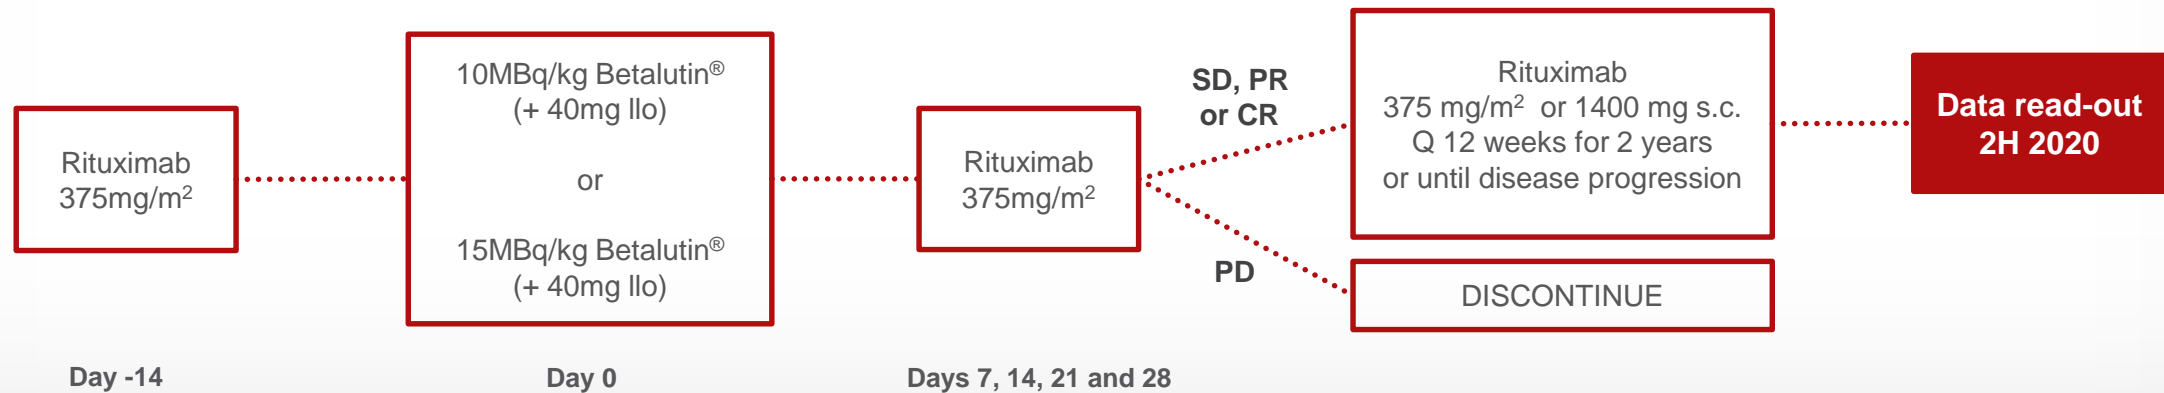 Rituximab
375mg/m²
10MBq/kg Betalutin®
(+ 40mg llo)
or
15MBq/kg Betalutin®
(+ 40mg llo)
Rituximab
375mg/m²
SD, PR
or CR
PD
Rituximab
375 mg/m² or 1400 mg s.c.
Q 12 weeks for 2 years
or until disease progression
DISCONTINUE
Data read-out
2H 2020
Day -14
Day 0
Days 7, 14, 21 and 28